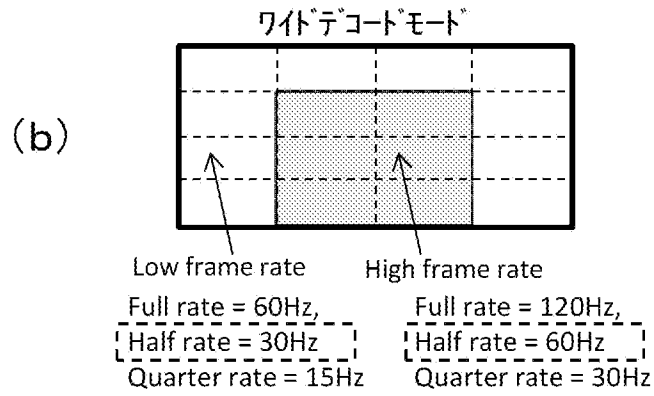 ワイドデコードモード
(b)
Low frame rate
High frame rate
Full rate = 60Hz,
Full rate = 120Hz,
Half rate = 30Hz
Half rate = 60Hz
Quarter rate = 15Hz
Quarter rate = 30Hz